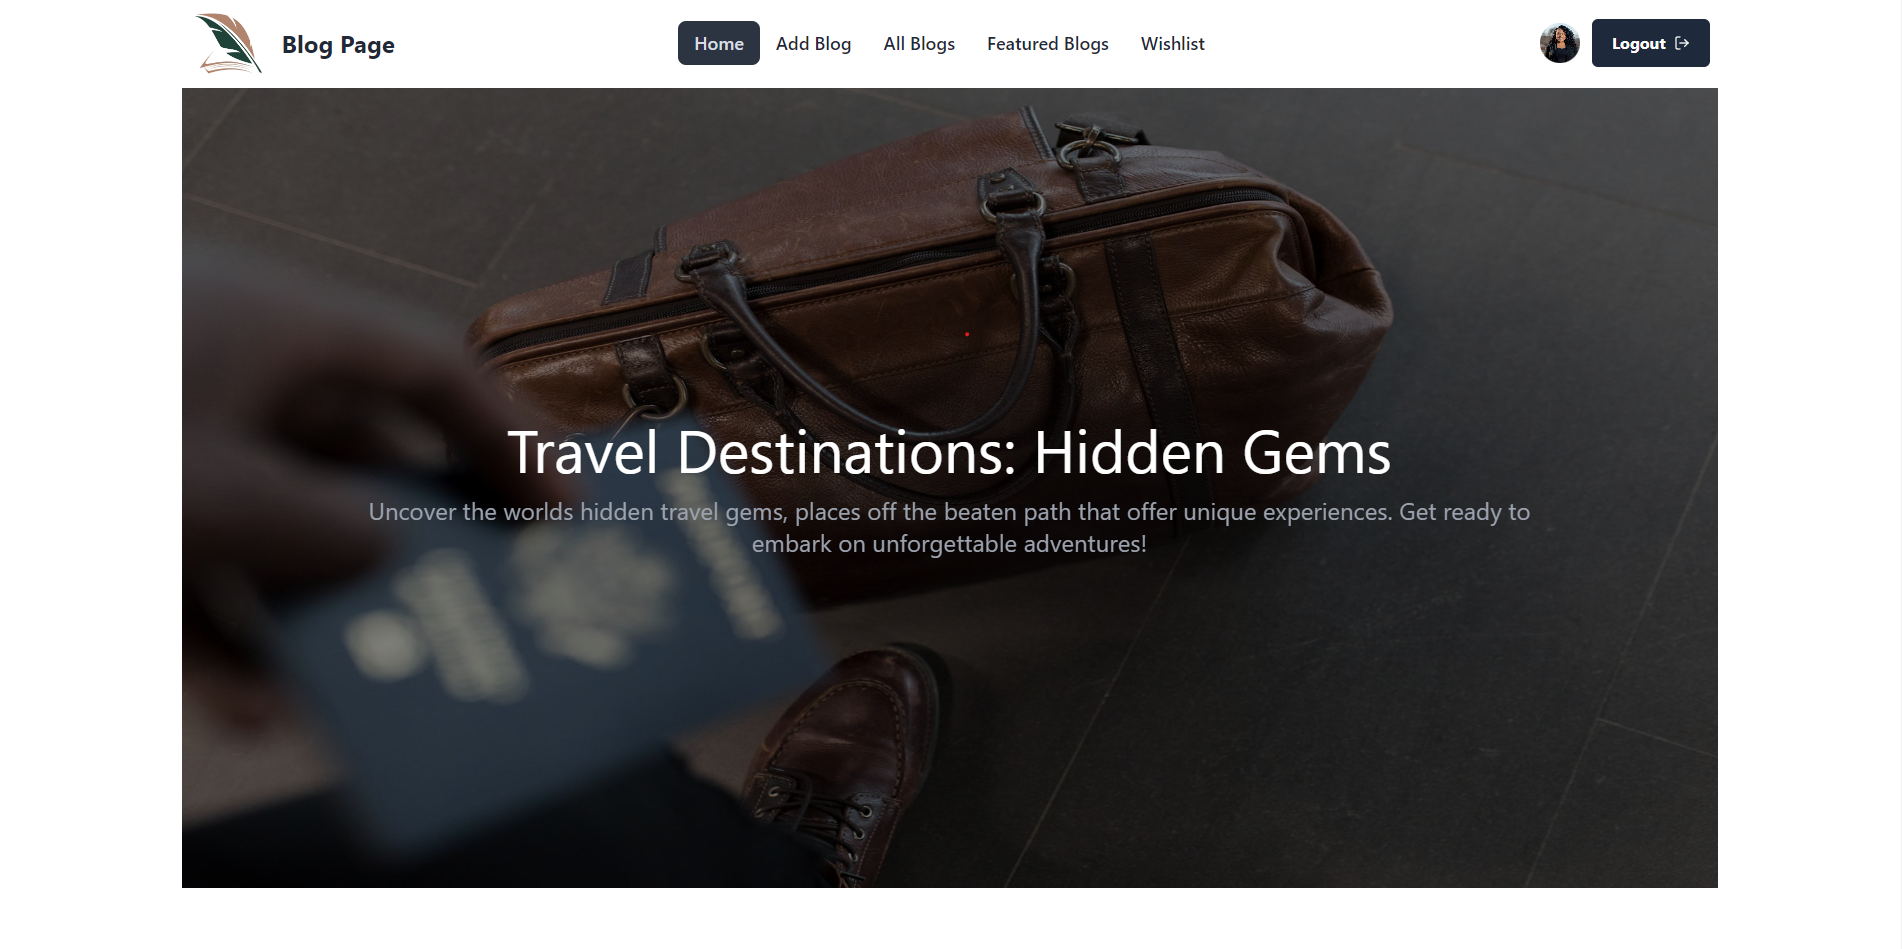 Blog Page
Home
Add Blog
All Blogs
Featured Blogs
Wishlist
Logout
Travel Destinations: Hidden Gems
Uncover the worlds hidden travel gems, places off the beaten path that offer unique experiences. Get ready to
embark on unforgettable adventures!